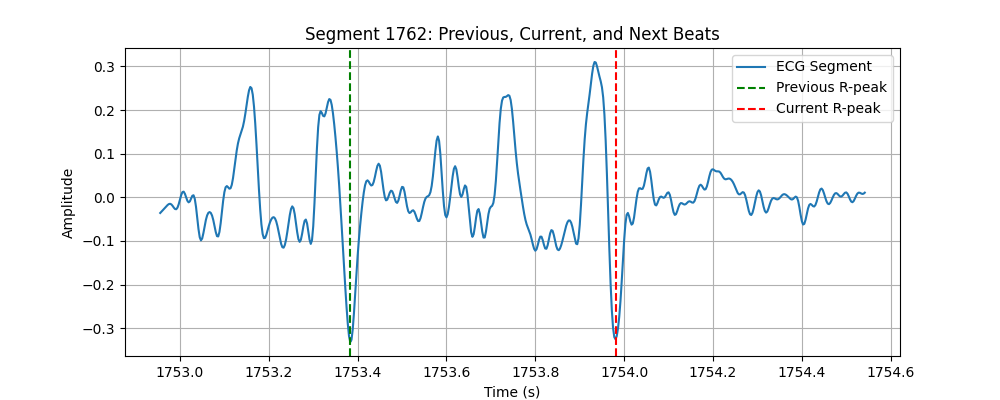 Segment 1762: Previous, Current, and Next Beats
ECG Segment
Previous R-peak
Current R-peak
Amplitude
0.3
0.2
0.1
0.0
−0.1
−0.2
−0.3
1753.0 1753.2 1753.4 1753.6 1753.8 1754.0 1754.2 1754.4 1754.6
Time (s)